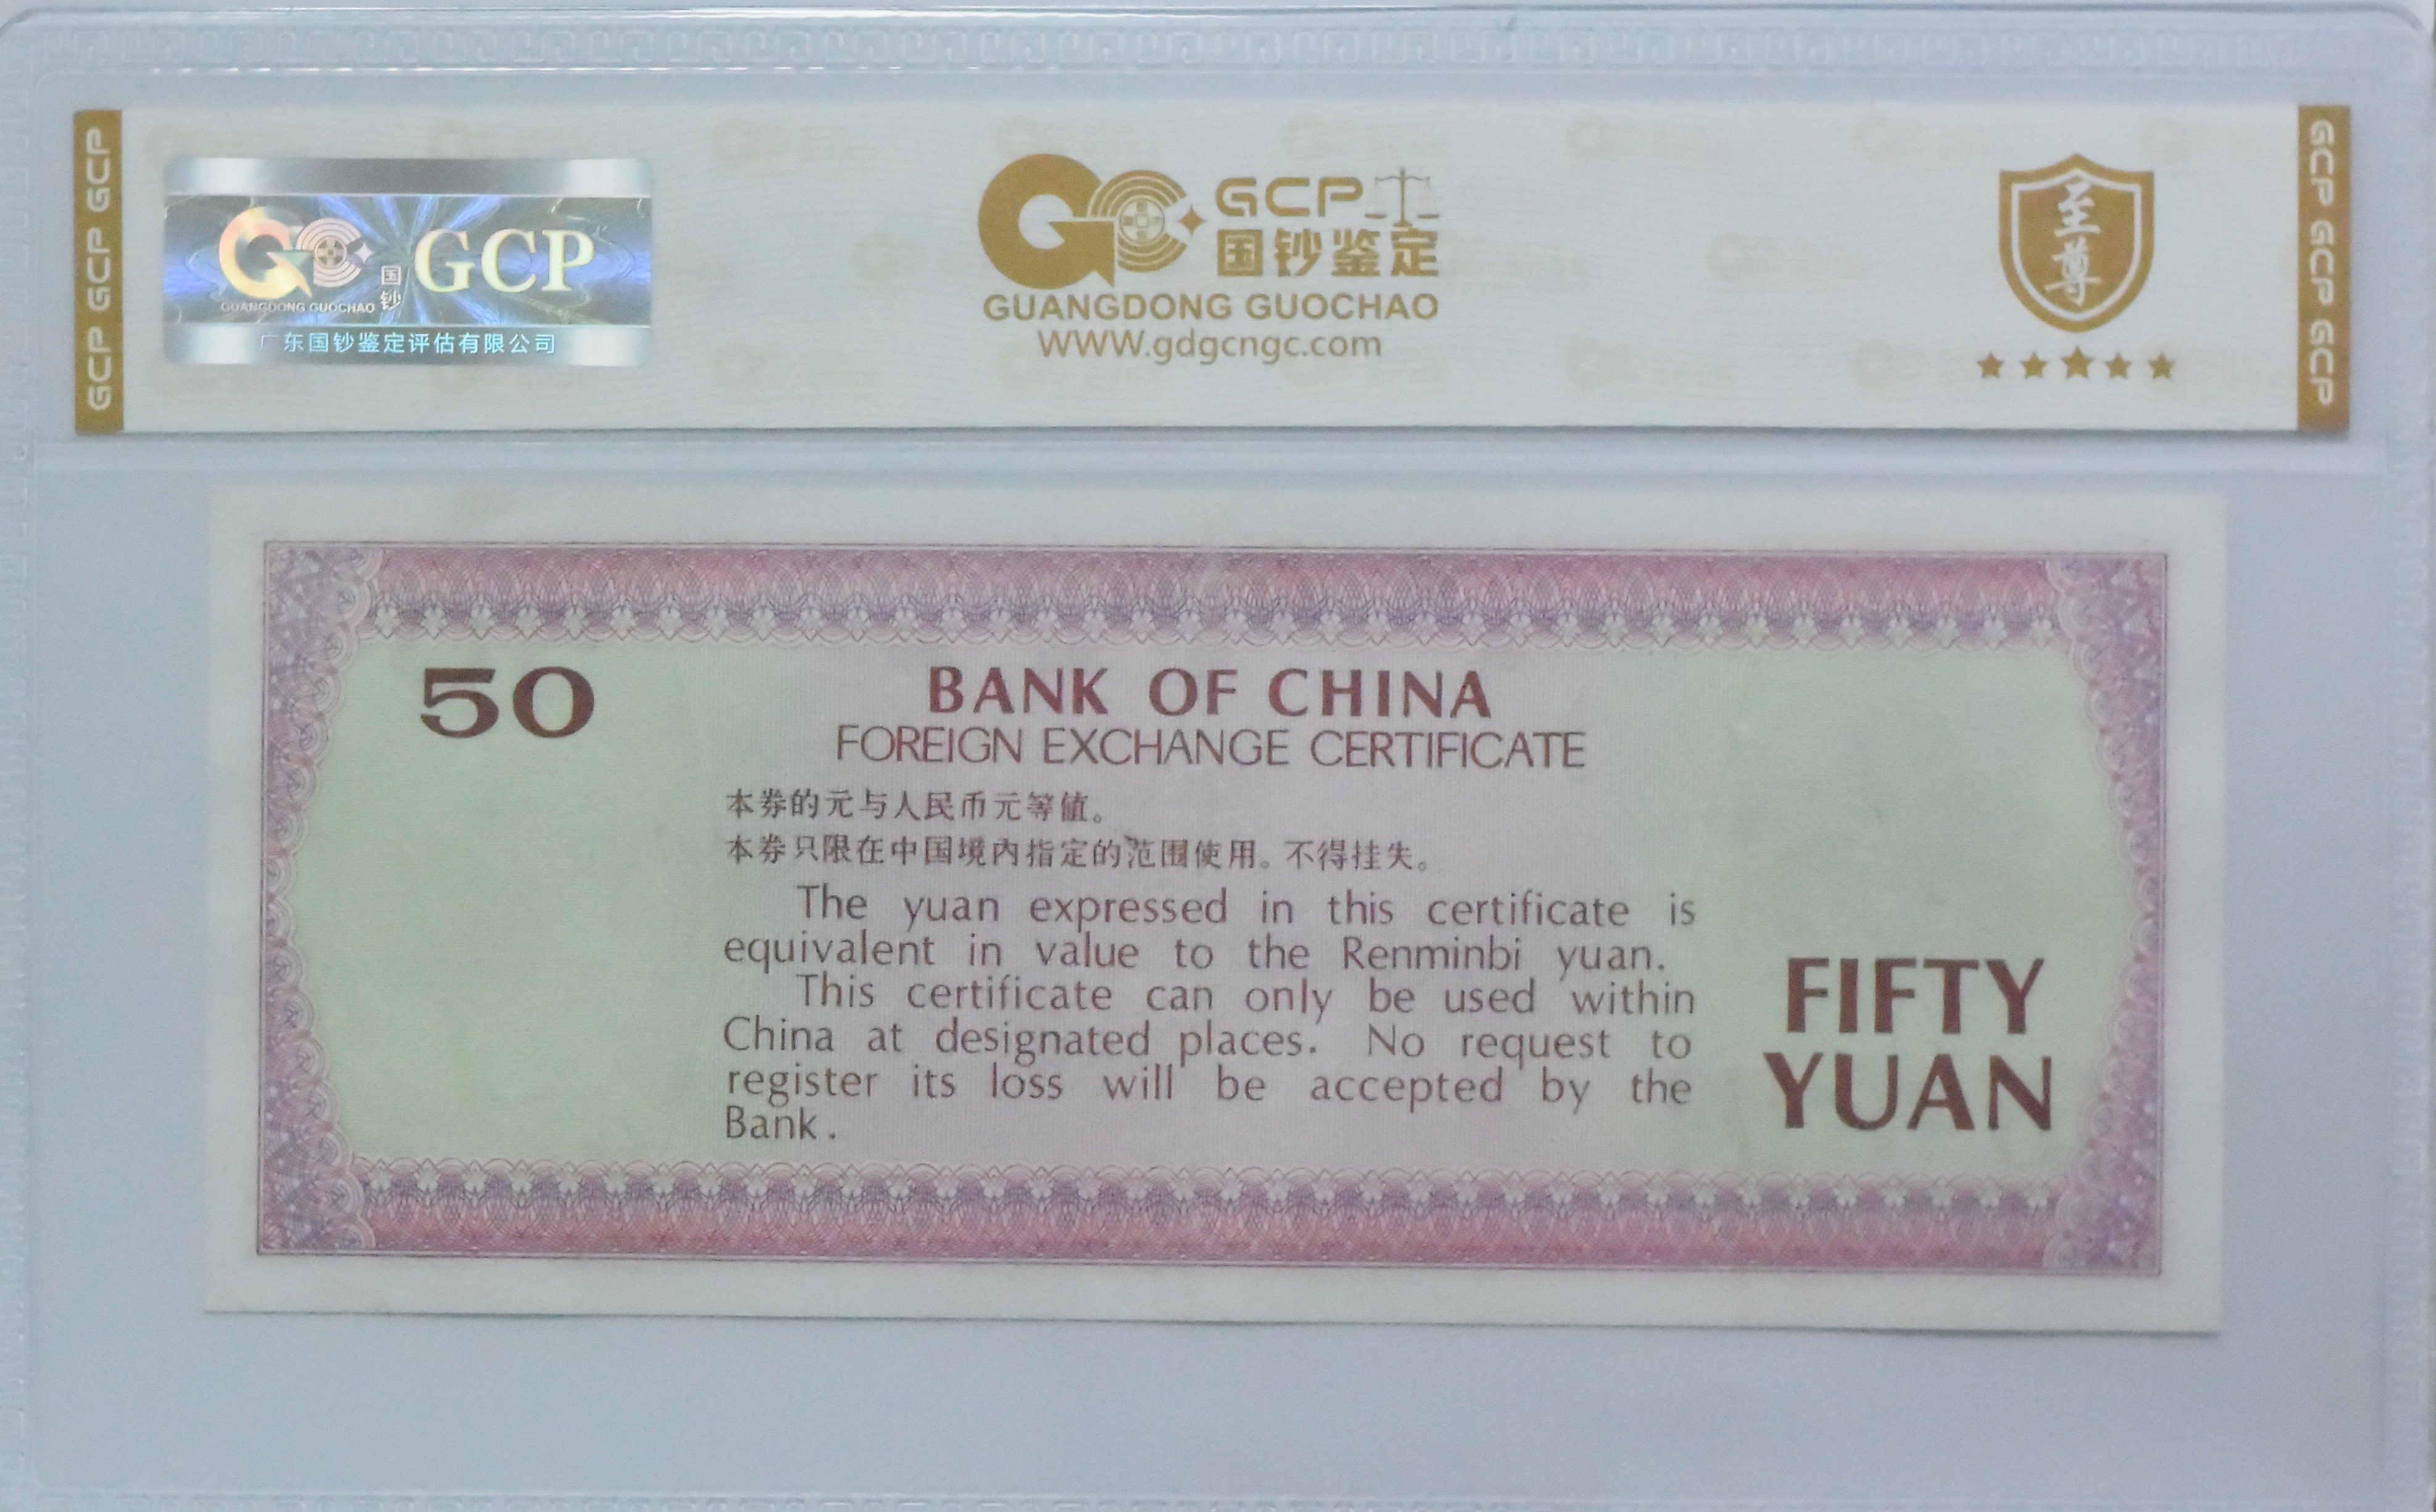 GCP GCP GCP
GCP
国钞
GUANGDONG GUOCHAO
广东国钞鉴定评估有限公司
GCP
国钞鉴定
GUANGDONG GUOCHAO
WWW.gdgcngc.com
至尊
GCP GCP GCP
50
BANK OF CHINA
FOREIGN EXCHANGE CERTIFICATE
本券的元与人民币元等値。
本券只限在中国境内指定的范围使用。不得挂失。
The yuan expressed in this certificate is
equivalent in value to the Renminbi yuan.
This certificate can only be used within
China at designated places. No request to
register its loss will be accepted by the
Bank.
FIFTY
YUAN